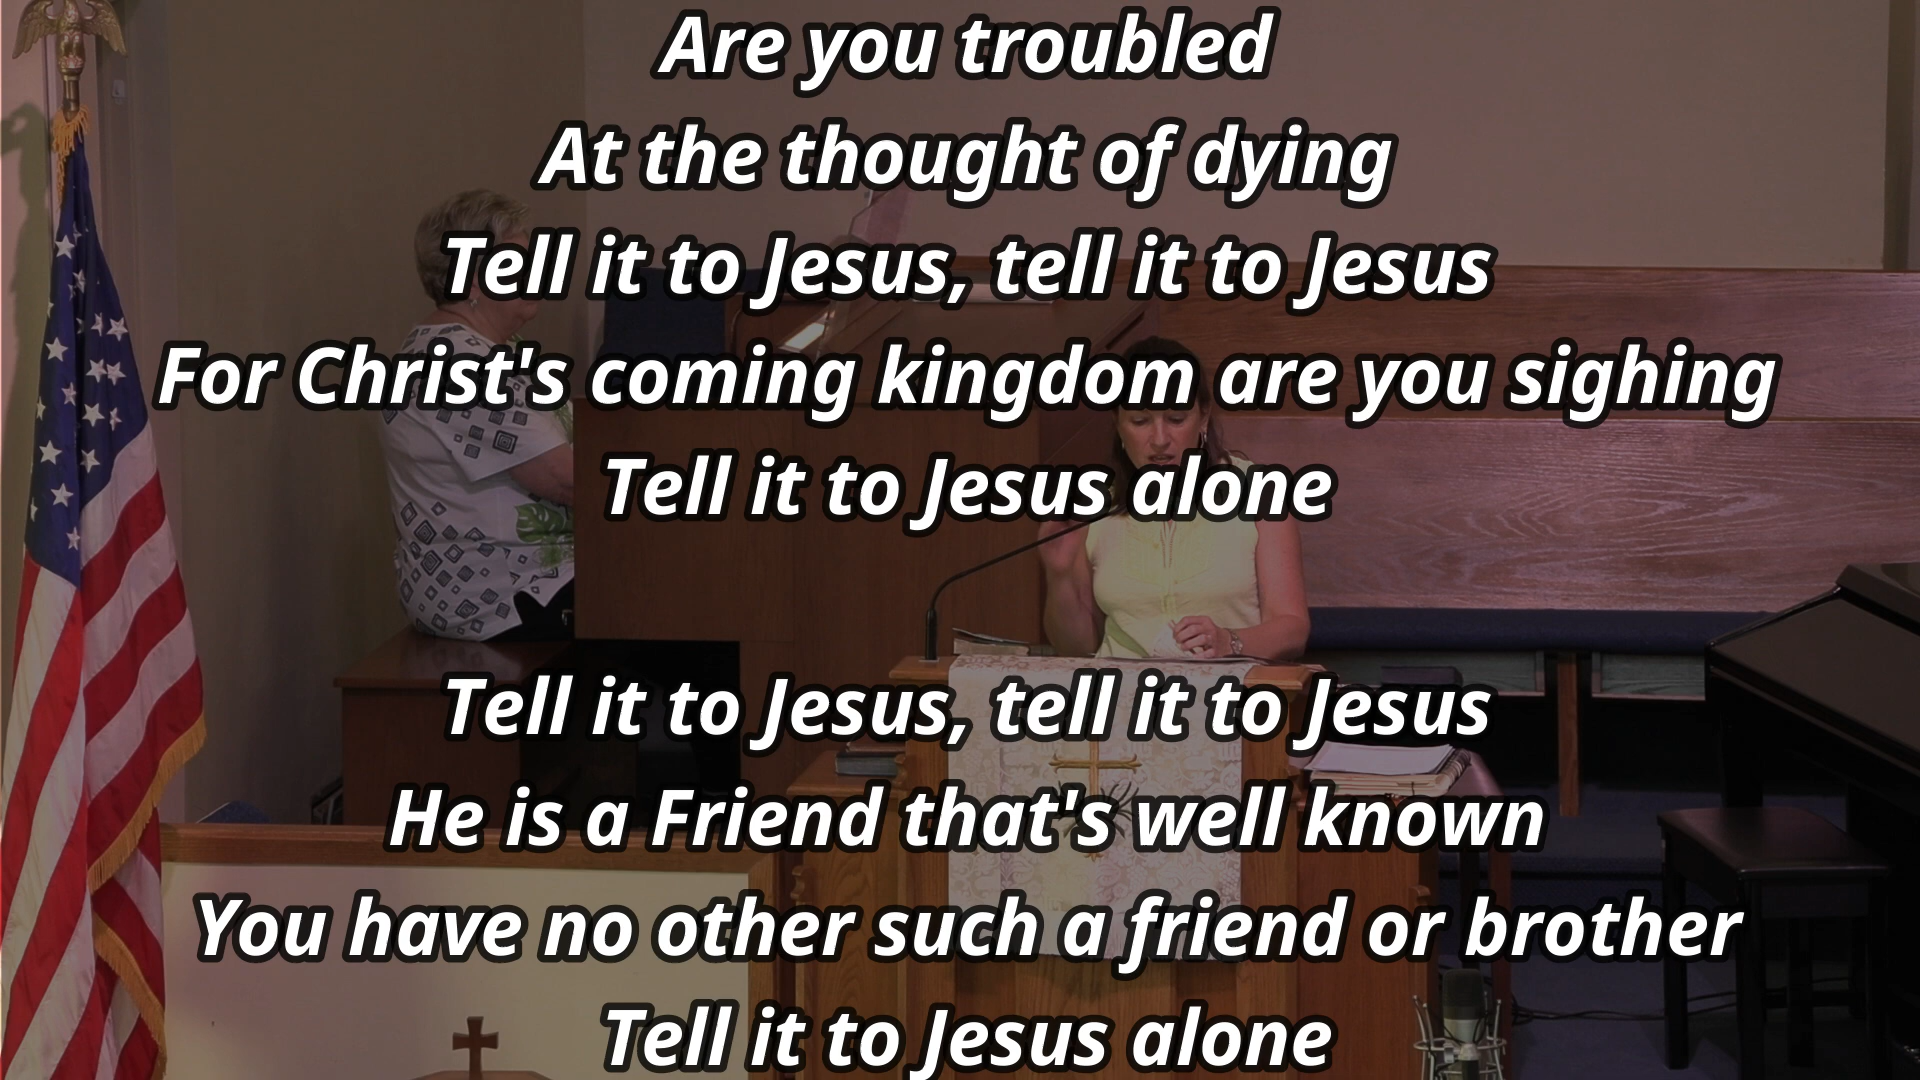 Are you troubled
At the thought of dying
Tell it to Jesus, tell it to Jesus
For Christ's coming kingdom are you sighing
Tell it to Jesus alone
Tell it to Jesus, tell it to Jesus
He is a Friend that's well known
You have no other such a friend or brother
Tell it to Jesus alone